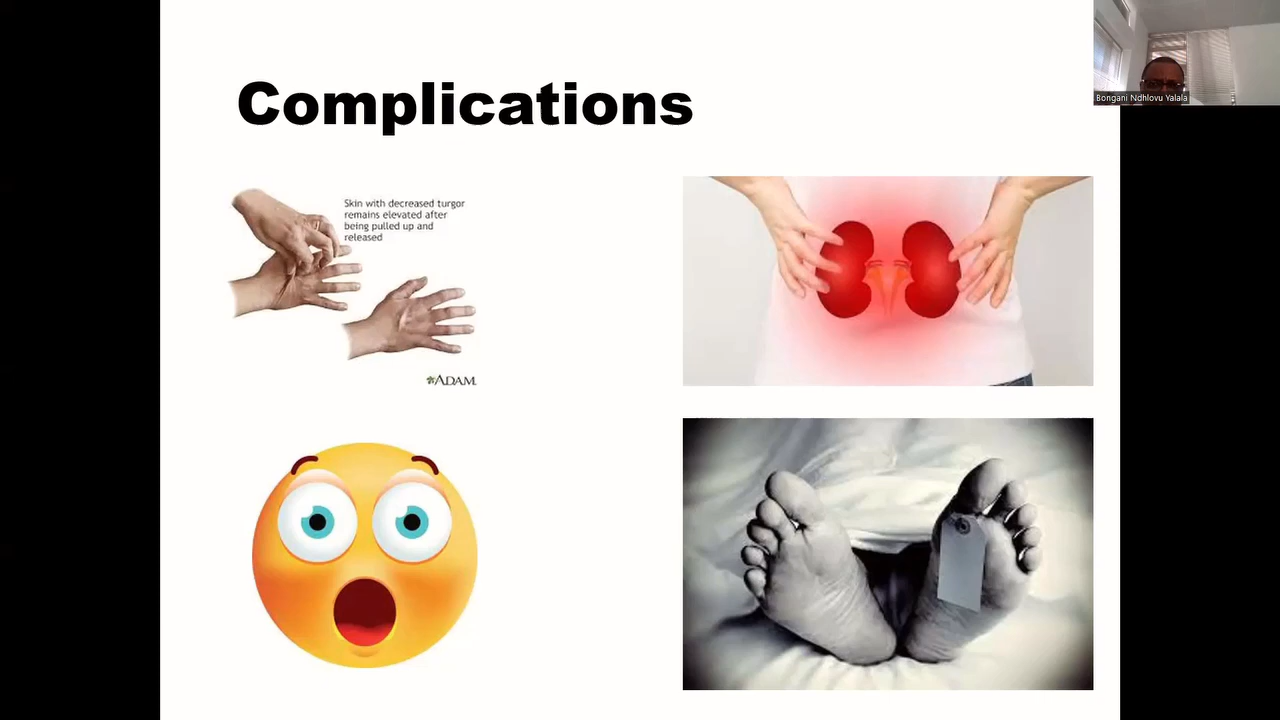 Complications
Skin with decreased turgor
remains elevated after
being pulled up and
released
ADAM.
Bongani Ndhlovu Yalala